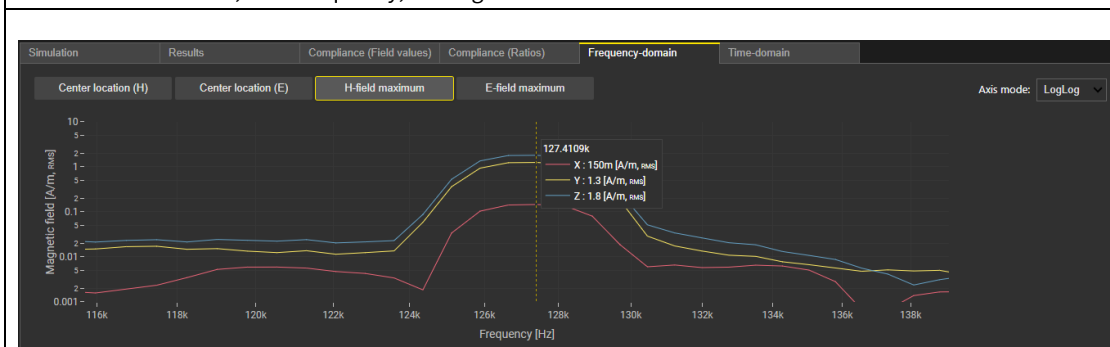 Simulation Results Compliance (Field values) Compliance (Ratios) Frequency-domain Time-domain
Center location (H) Center location (E) H-field maximum E-field maximum Axis mode: LogLog
10
5
2
1
5
2
0.1
5
2
0.01
5
2
0.001
Magnetic field [A/m, RMS]
127.4109k
X : 150m [A/m, RMS]
Y : 1.3 [A/m, RMS]
Z : 1.8 [A/m, RMS]
116k 118k 120k 122k 124k 126k 128k 130k 132k 134k 136k 138k
Frequency [Hz]